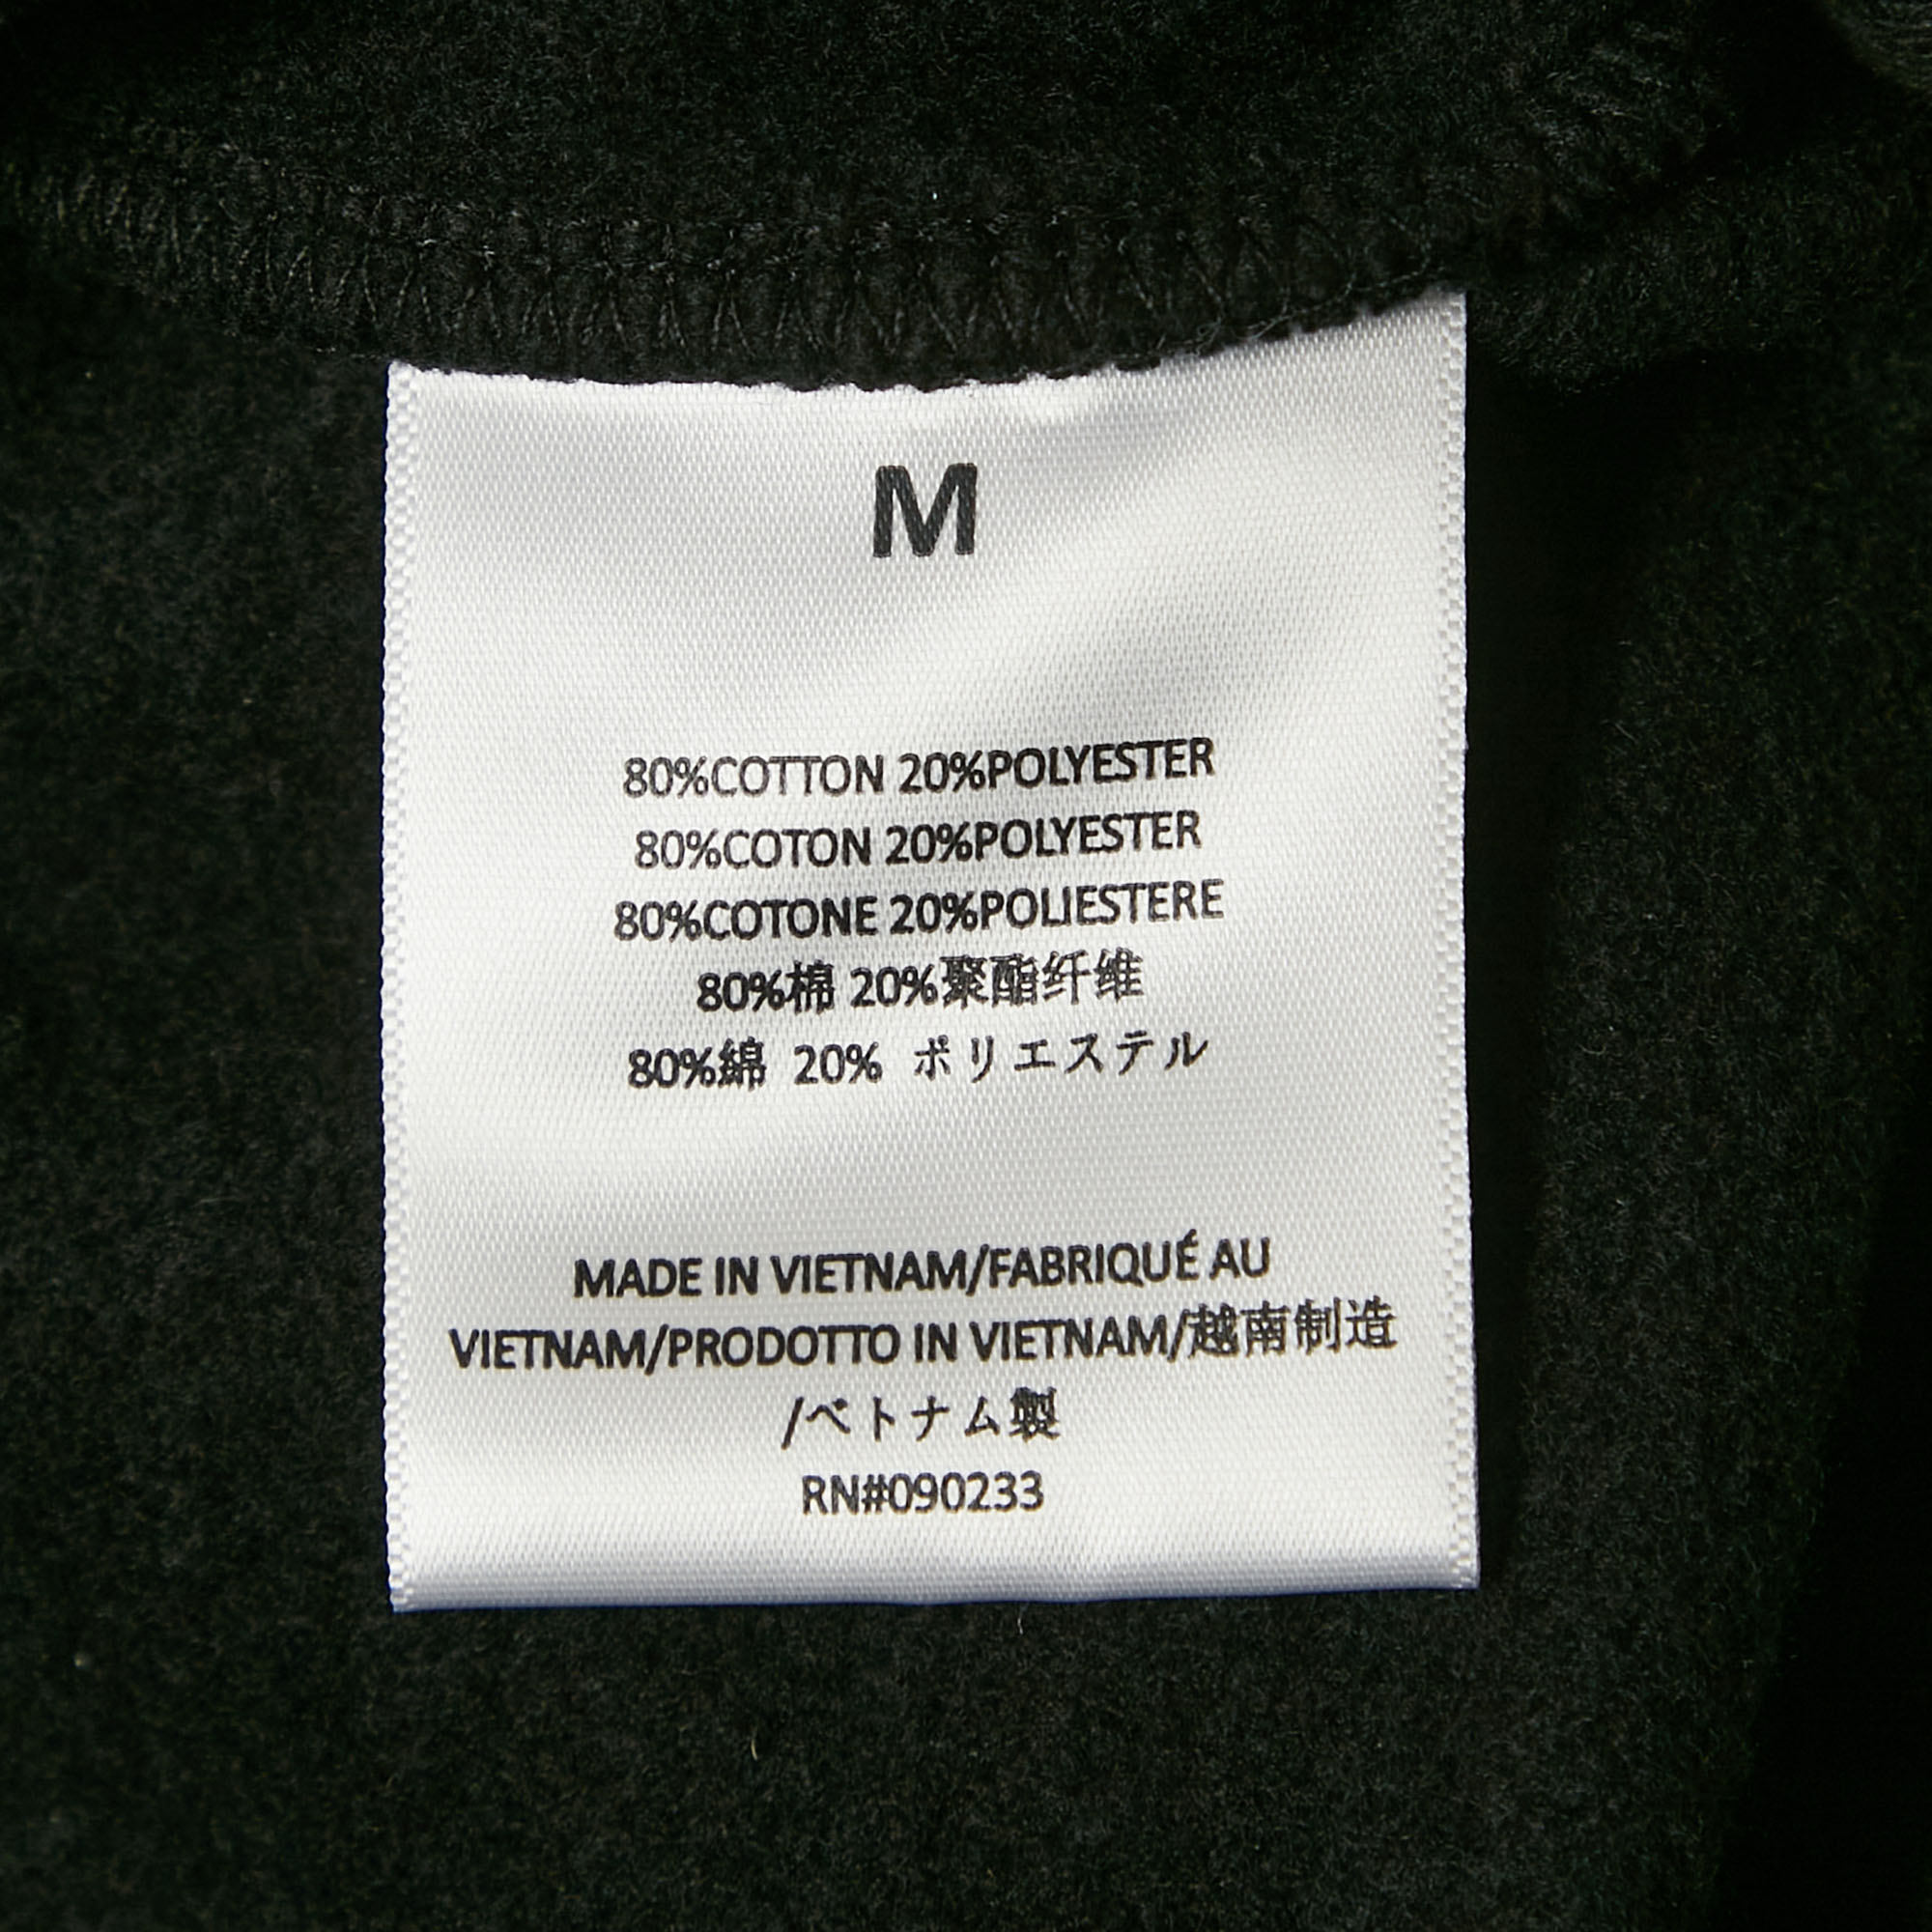 M
80%COTTON 20%POLYESTER
80%COTON 20%POLYESTER
80%COTONE 20%POLIESTERE
80%棉 20%聚酯纤维
80%綿 20% ポリエステル
MADE IN VIETNAM/FABRIQUÉ AU
VIETNAM/PRODOTTO IN VIETNAM/越南制造
/ベトナム製
RN#090233